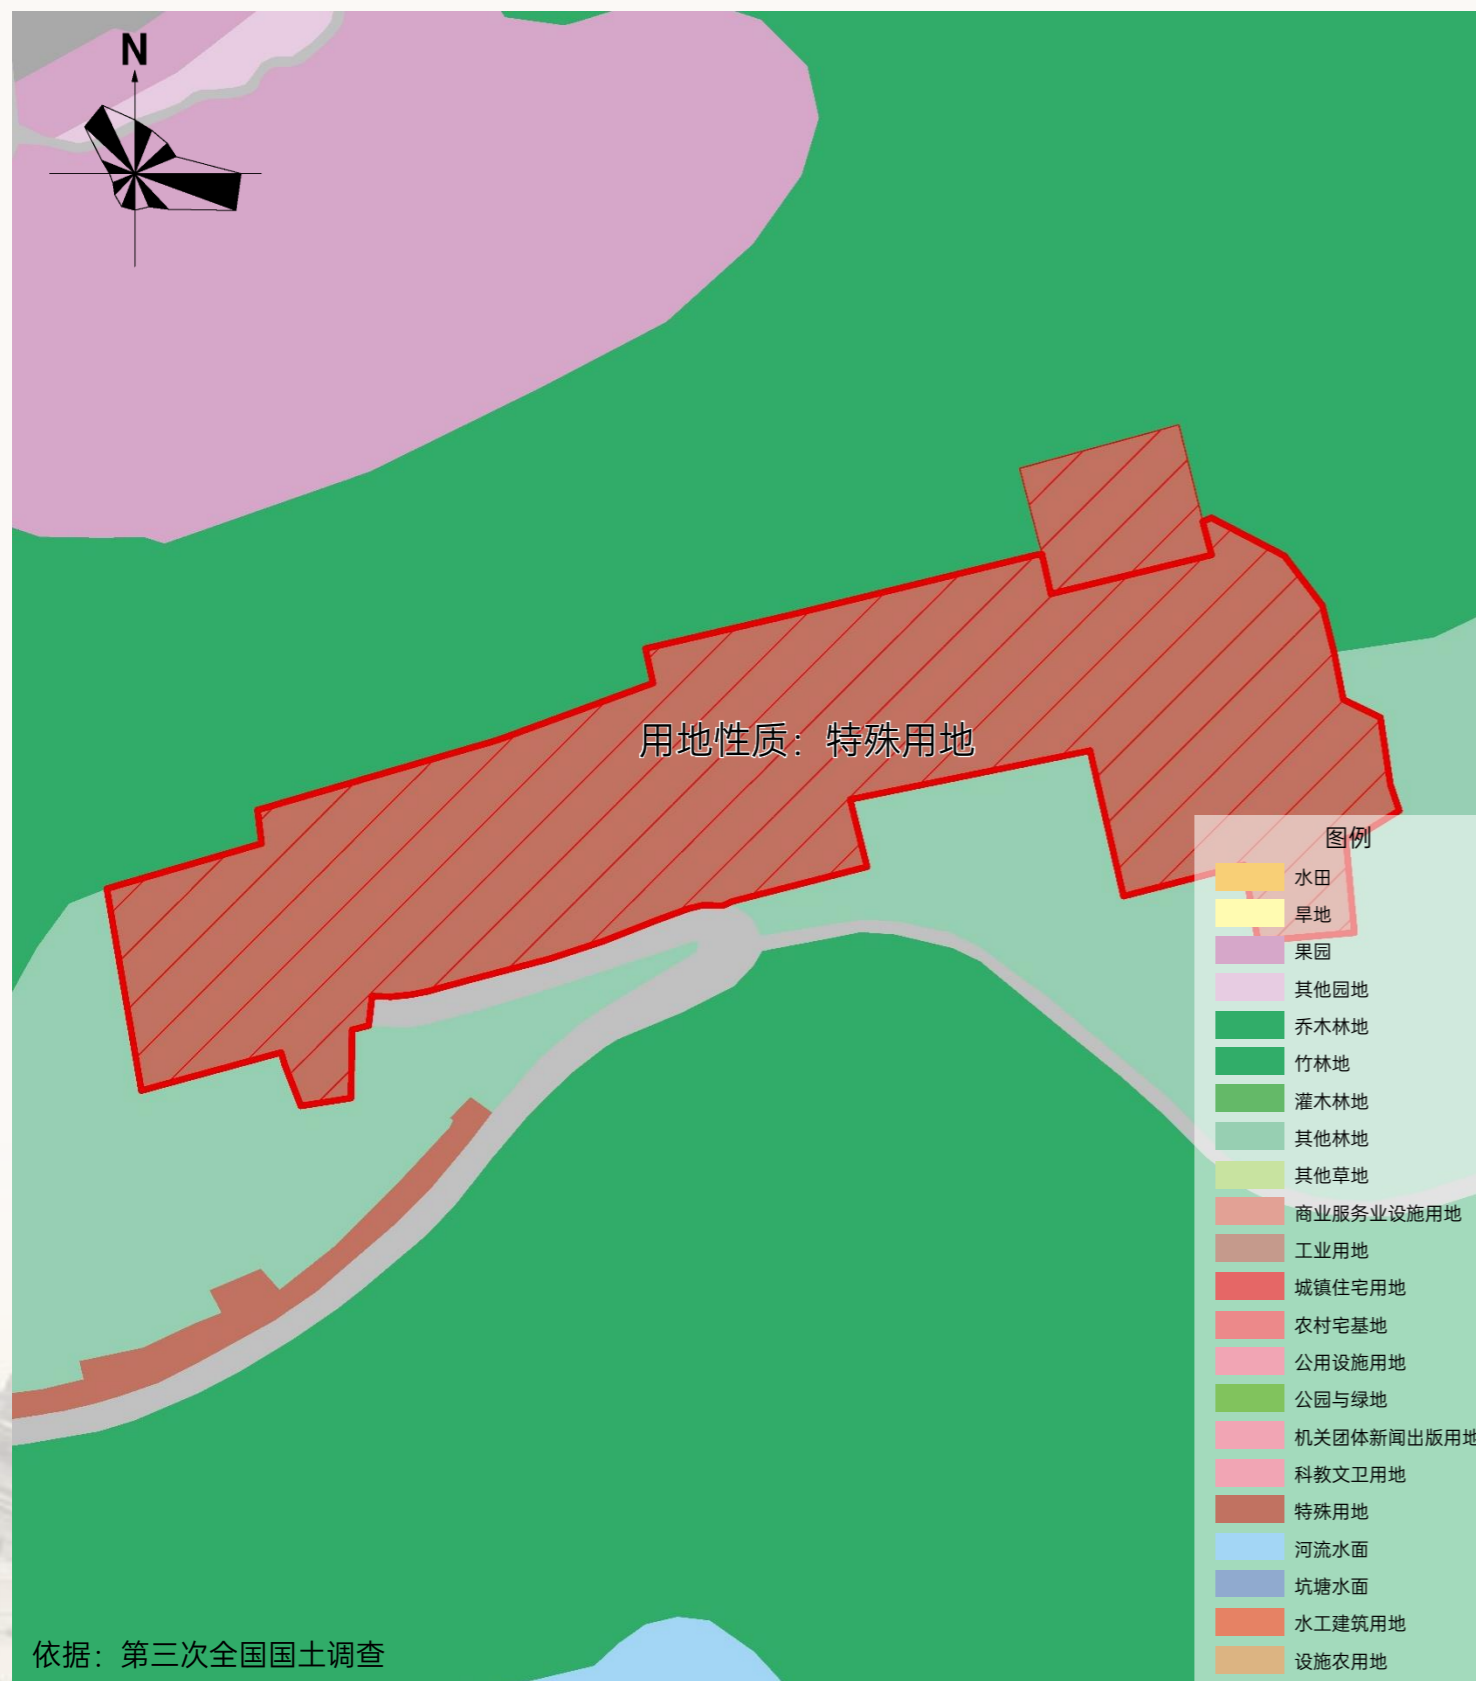 N
用地性质：特殊用地
图例
水田
旱地
果园
其他园地
乔木林地
竹林地
灌木林地
其他林地
其他草地
商业服务业设施用地
工业用地
城镇住宅用地
农村宅基地
公用设施用地
公园与绿地
机关团体新闻出版用地
科教文卫用地
特殊用地
河流水面
坑塘水面
水工建筑用地
设施农用地
依据：第三次全国国土调查